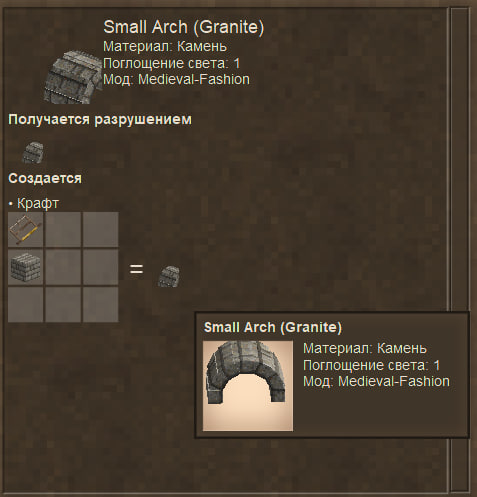 Small Arch (Granite)
Материал: Камень
Поглощение света: 1
Мод: Medieval-Fashion
Получается разрушением
Создается
• Крафт
=
Small Arch (Granite)
Материал: Камень
Поглощение света: 1
Мод: Medieval-Fashion